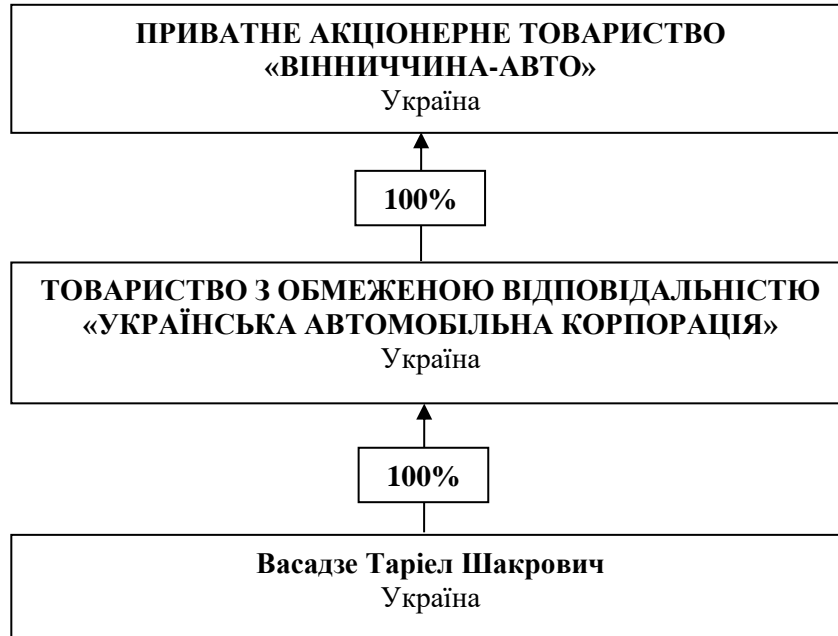 ПРИВАТНЕ АКЦІОНЕРНЕ ТОВАРИСТВО
«ВІННИЧЧИНА-АВТО»
Україна
100%
ТОВАРИСТВО З ОБМЕЖЕНОЮ ВІДПОВІДАЛЬНІСТЮ
«УКРАЇНСЬКА АВТОМОБІЛЬНА КОРПОРАЦІЯ»
Україна
100%
Васадзе Таріел Шакрович
Україна